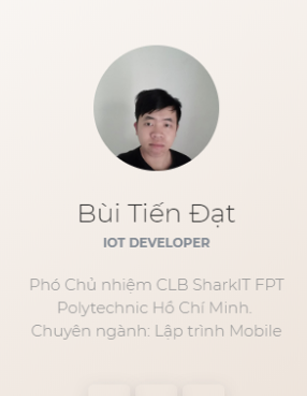 Bùi Tiến Đạt
IOT DEVELOPER
Phó Chủ nhiệm CLB SharkIT FPT
Polytechnic Hồ Chí Minh.
Chuyên ngành: Lập trình Mobile